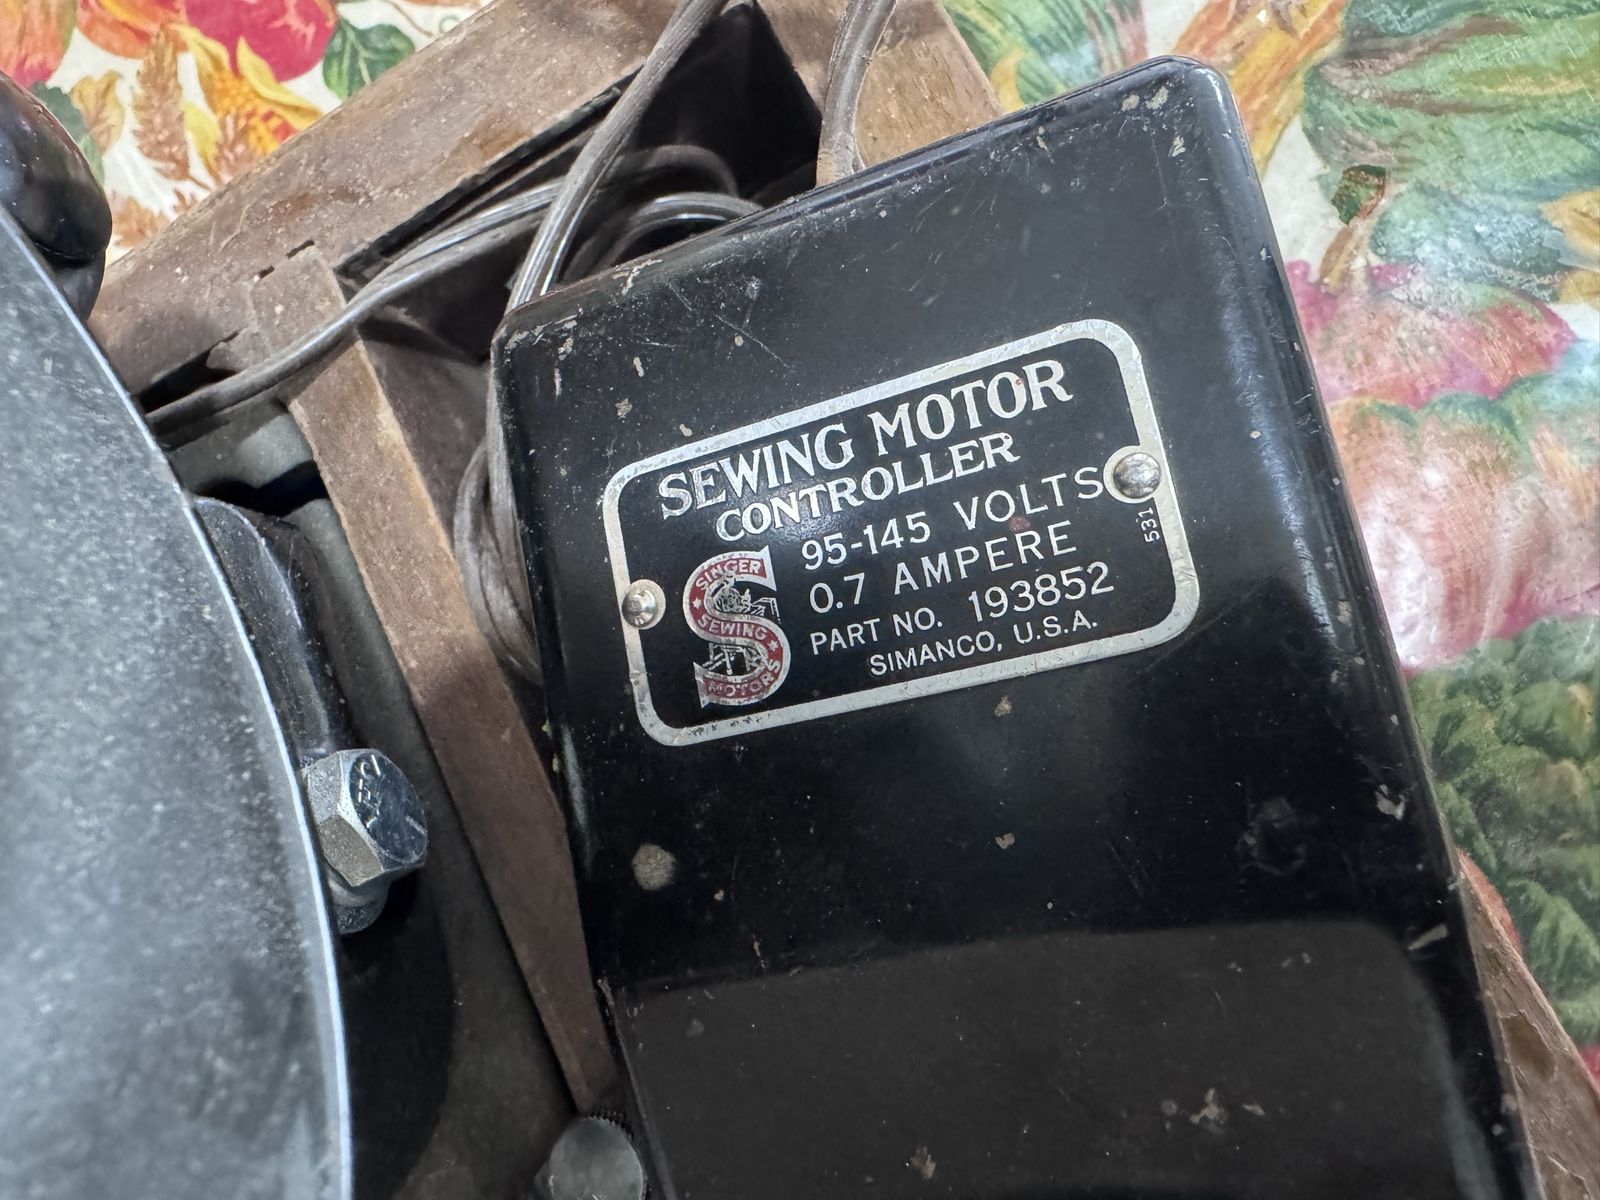 SEWING MOTOR
CONTROLLER
95-145 VOLTS
0.7 AMPERE
PART NO. 193852
SIMANCO, U.S.A.
531
SINGER
SEWING
MOTORS